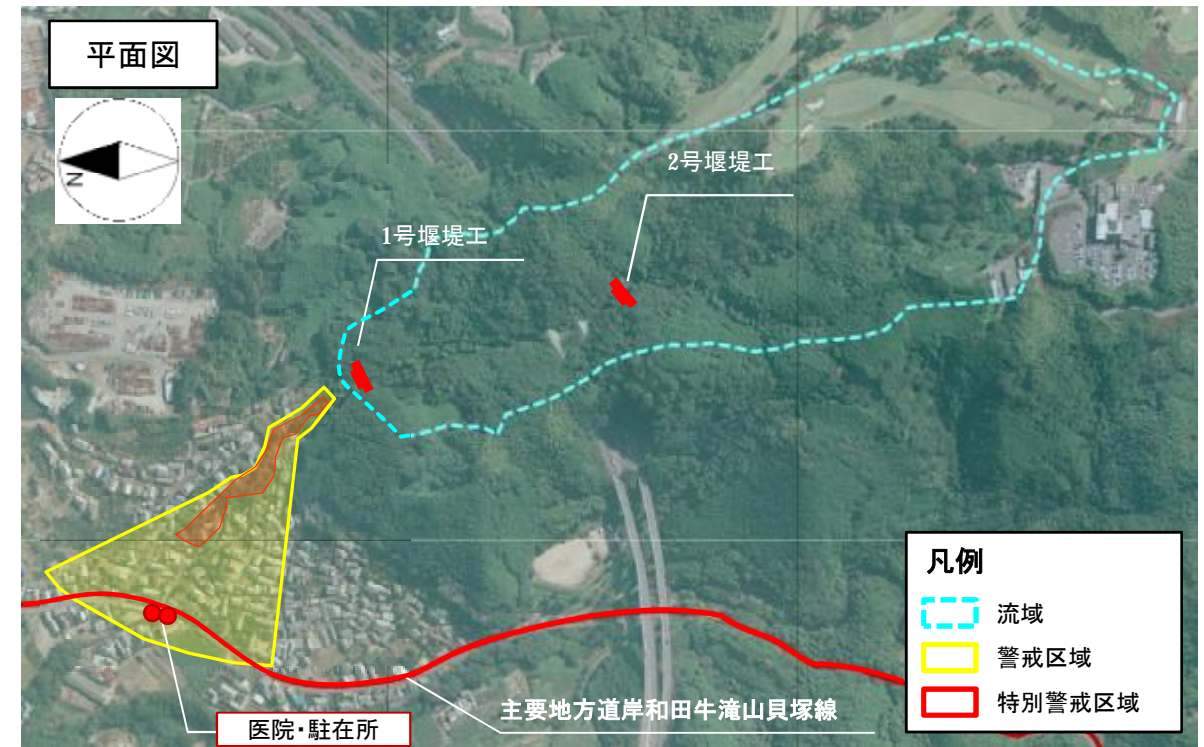 平面図
N
2号堰堤工
1号堰堤工
凡例
流域
警戒区域
特別警戒区域
主要地方道岸和田牛滝山貝塚線
医院・駐在所